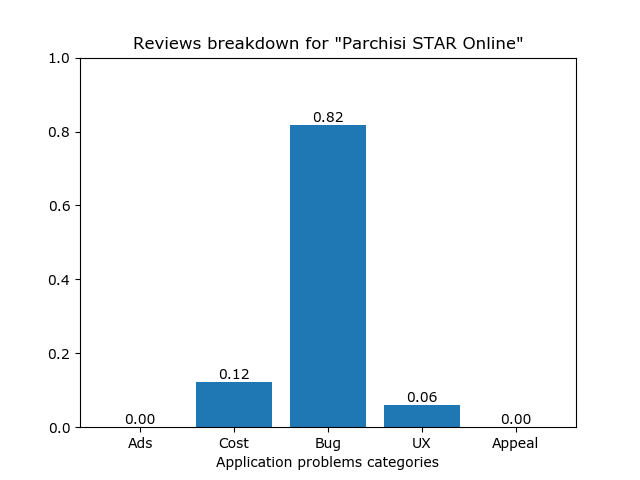 Reviews breakdown for "Parchisi STAR Online"
1.0
0.8
0.6
0.4
0.2
0.0
0.00
0.12
0.82
0.06
0.00
Ads
Cost
Bug
UX
Appeal
Application problems categories